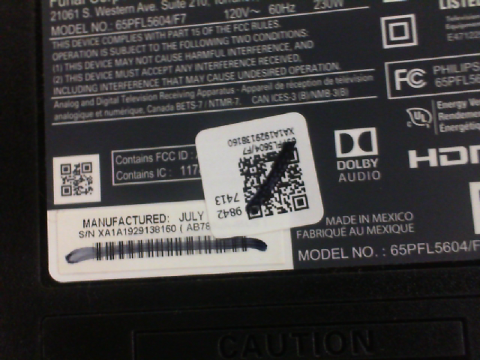 21061 S. Western Ave., Suite 210,
MODEL NO.: 65PFL5604/F7 120V~ 60Hz 230W
THIS DEVICE COMPLIES WITH PART 15 OF THE FCC RULES.
OPERATION IS SUBJECT TO THE FOLLOWING TWO CONDITIONS:
(1) THIS DEVICE MAY NOT CAUSE HARMFUL INTERFERENCE, AND
(2) THIS DEVICE MUST ACCEPT ANY INTERFERENCE RECEIVED,
INCLUDING INTERFERENCE THAT MAY CAUSE UNDESIRED OPERATION.
Analog and Digital Television Receiving Apparatus - Appareil de réception de télévision
analogique et numérique, Canada BETS-7 / NTMR-7. CAN ICES-3 (B)/NMB-3(B)
FC PHILIPS
65PFL5604/
Energy
UL
XA1A1929138160
9842
7413
Contains FCC ID :
Contains IC :
DOLBY
AUDIO
MANUFACTURED: JULY
S/N XA1A1929138160 ( AB78
MADE IN MEXICO
FABRIQUÉ AU MEXIQUE
MODEL NO. : 65PFL5604/F
CAUTION